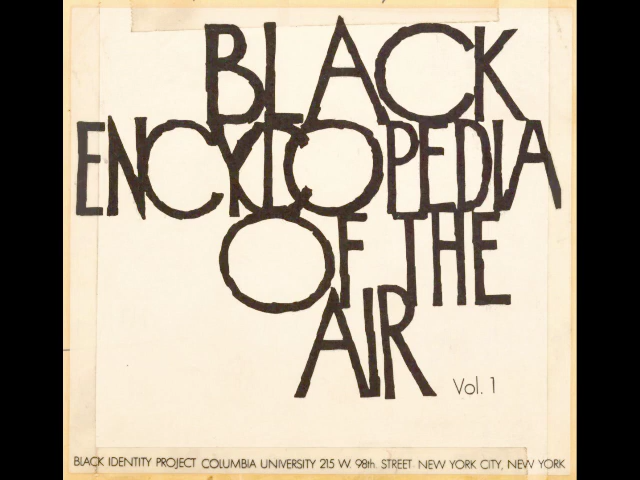 BLACK
ENCYCLOPEDIA
OF THE
AIR
Vol. 1
BLACK IDENTITY PROJECT COLUMBIA UNIVERSITY 215 W. 98th. STREET NEW YORK CITY, NEW YORK